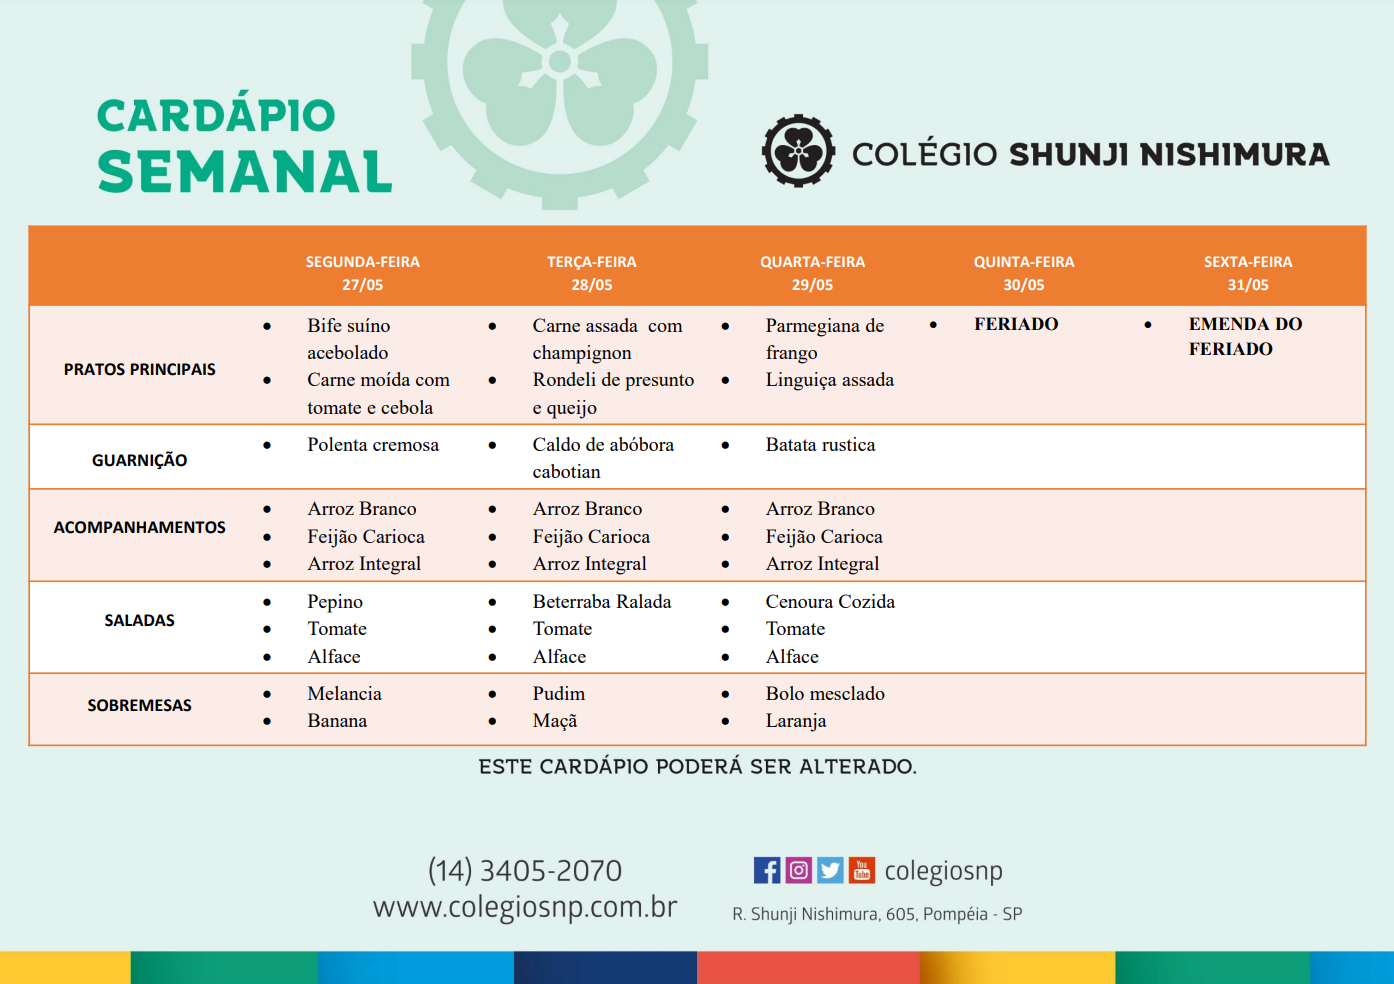 CARDÁPIO
SEMANAL
COLÉGIO SHUNJI NISHIMURA
SEGUNDA-FEIRA
27/05
TERÇA-FEIRA
28/05
QUARTA-FEIRA
29/05
QUINTA-FEIRA
30/05
SEXTA-FEIRA
31/05
PRATOS PRINCIPAIS
• Bife suíno
acebolado
• Carne moída com
tomate e cebola
• Carne assada com
champignon
• Rondeli de presunto
e queijo
• Parmegiana de
frango
• Linguiça assada
• FERIADO
• EMENDA DO
FERIADO
GUARNIÇÃO
• Polenta cremosa
• Caldo de abóbora
cabotian
• Batata rustica
ACOMPANHAMENTOS
• Arroz Branco
• Feijão Carioca
• Arroz Integral
• Arroz Branco
• Feijão Carioca
• Arroz Integral
• Arroz Branco
• Feijão Carioca
• Arroz Integral
SALADAS
• Pepino
• Tomate
• Alface
• Beterraba Ralada
• Tomate
• Alface
• Cenoura Cozida
• Tomate
• Alface
SOBREMESAS
• Melancia
• Banana
• Pudim
• Maçã
• Bolo mesclado
• Laranja
ESTE CARDÁPIO PODERÁ SER ALTERADO.
(14) 3405-2070
www.colegiosnp.com.br
You
Tube
colegiosnp
R. Shunji Nishimura, 605, Pompéia - SP